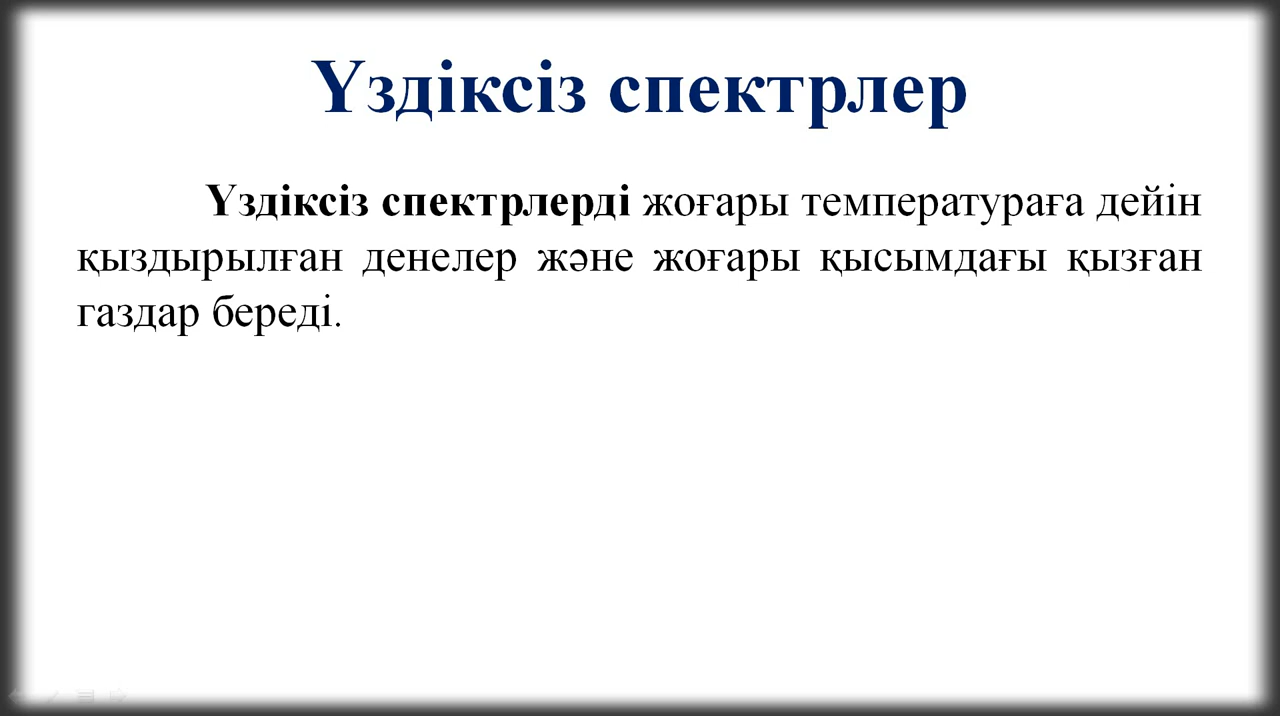 Үздіксіз спектрлер
Үздіксіз спектрлерді жоғары температураға дейін
қыздырылған денелер және жоғары қысымдағы қызған
газдар береді.